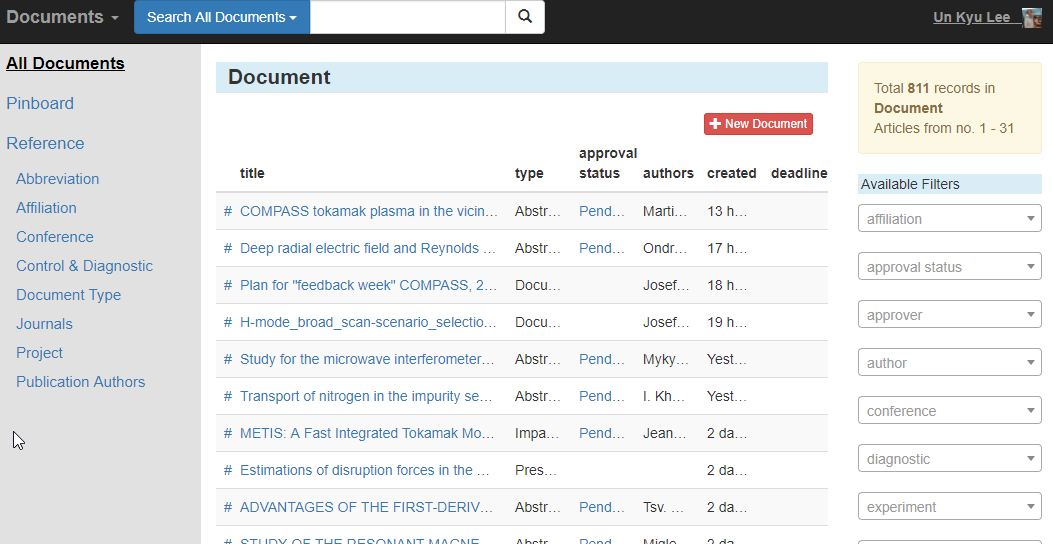 Documents
Search All Documents
Un Kyu Lee
All Documents
Pinboard
Reference
Abbreviation
Affiliation
Conference
Control & Diagnostic
Document Type
Journals
Project
Publication Authors
Document
New Document
title type approval status authors created deadline
# COMPASS tokamak plasma in the vicin... Abstr... Pend... Marti... 13 h...
# Deep radial electric field and Reynolds ... Abstr... Pend... Ondr... 17 h...
# Plan for "feedback week" COMPASS, 2... Docu... Josef... 18 h...
# H-mode_broad_scan-scenario_selectio... Docu... Josef... 19 h...
# Study for the microwave interferometer... Abstr... Pend... Myky... Yest...
# Transport of nitrogen in the impurity se... Abstr... Pend... I. Kh... Yest...
# METIS: A Fast Integrated Tokamak Mo... Impa... Pend... Jean... 2 da...
# Estimations of disruption forces in the ... Pres... 2 da...
# ADVANTAGES OF THE FIRST-DERIV... Abstr... Pend... Tsv. ... 2 da...
# STUDY OF THE RESONANT MAGNE... Abstr... Pend... Miglo... 2 da...
Total 811 records in
Document
Articles from no. 1 - 31
Available Filters
affiliation
approval status
approver
author
conference
diagnostic
experiment